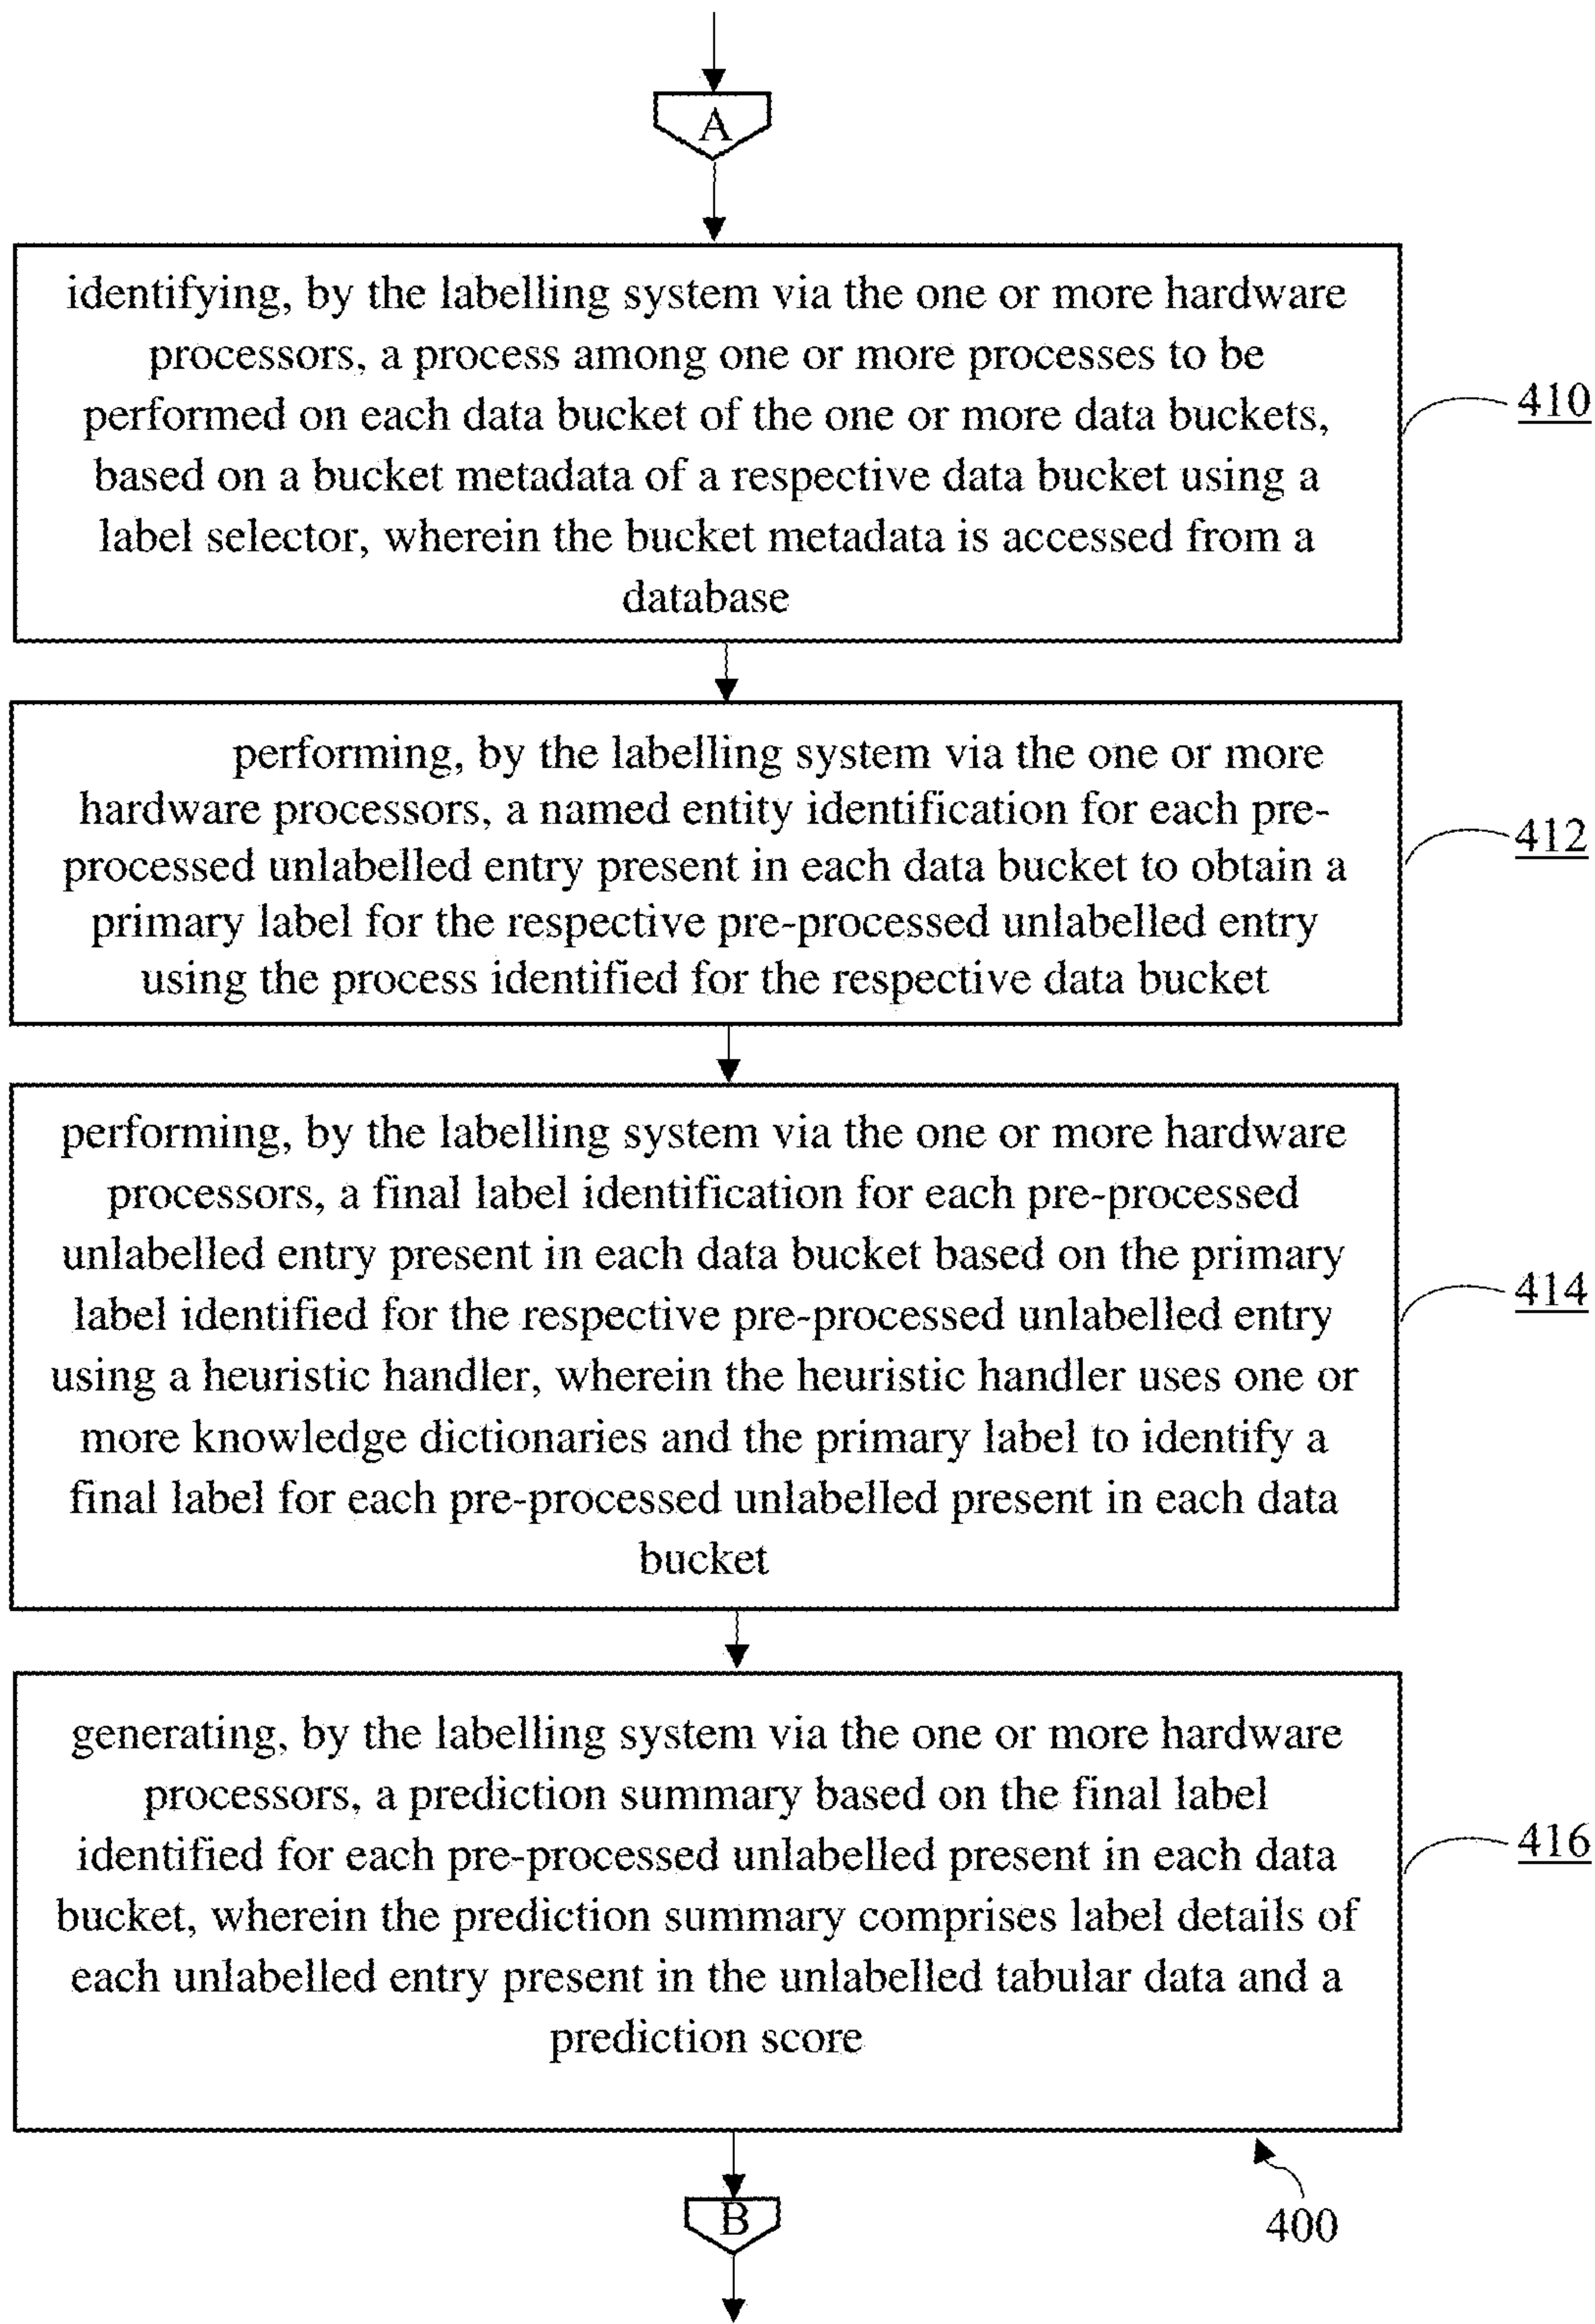 A
identifying, by the labelling system via the one or more hardware
processors, a process among one or more processes to be
performed on each data bucket of the one or more data buckets,
based on a bucket metadata of a respective data bucket using a
label selector, wherein the bucket metadata is accessed from a
database
410
performing, by the labelling system via the one or more
hardware processors, a named entity identification for each pre-
processed unlabelled entry present in each data bucket to obtain a
primary label for the respective pre-processed unlabelled entry
using the process identified for the respective data bucket
412
performing, by the labelling system via the one or more hardware
processors, a final label identification for each pre-processed
unlabelled entry present in each data bucket based on the primary
label identified for the respective pre-processed unlabelled entry
using a heuristic handler, wherein the heuristic handler uses one or
more knowledge dictionaries and the primary label to identify a
final label for each pre-processed unlabelled present in each data
bucket
414
generating, by the labelling system via the one or more hardware
processors, a prediction summary based on the final label
identified for each pre-processed unlabelled present in each data
bucket, wherein the prediction summary comprises label details of
each unlabelled entry present in the unlabelled tabular data and a
prediction score
416
B
400